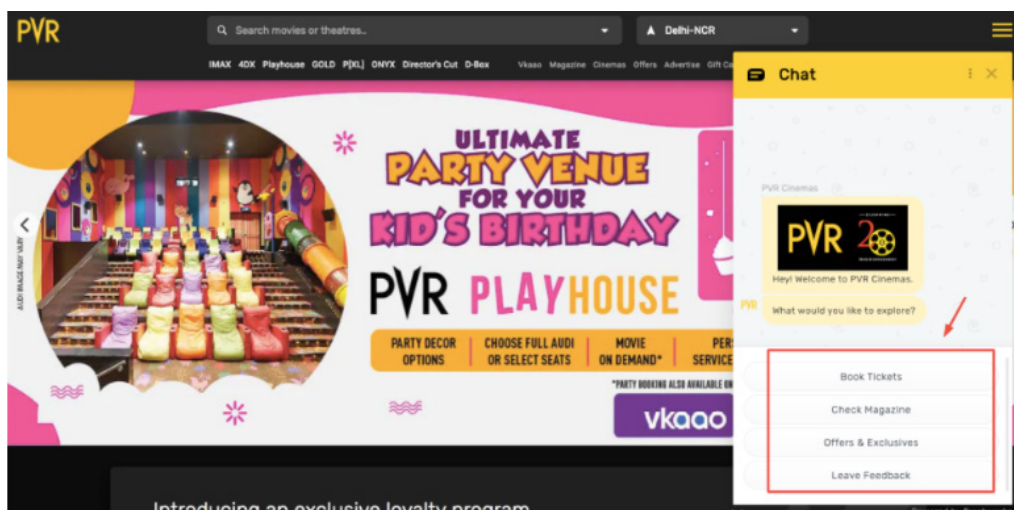 PVR
Search movies or theatres..
Delhi-NCR
IMAX 4DX Playhouse GOLD P[XL] ONYX Director's Cut D-Box Vkaao Magazine Cinemas Offers Advertise Gift Ca
AUDI IMAGE MAY VARY
ULTIMATE
PARTY VENUE
FOR YOUR
KID'S BIRTHDAY
PVR PLAYHOUSE
PARTY DECOR
OPTIONS
CHOOSE FULL AUDI
OR SELECT SEATS
MOVIE
ON DEMAND*
PER
SERVICE
*PARTY BOOKING ALSO AVAILABLE ON
vkaao
Introducing an exclusive loyalty program
Chat
PVR Cinemas
PVR 20
Hey! Welcome to PVR Cinemas.
PVR
What would you like to explore?
Book Tickets
Check Magazine
Offers & Exclusives
Leave Feedback